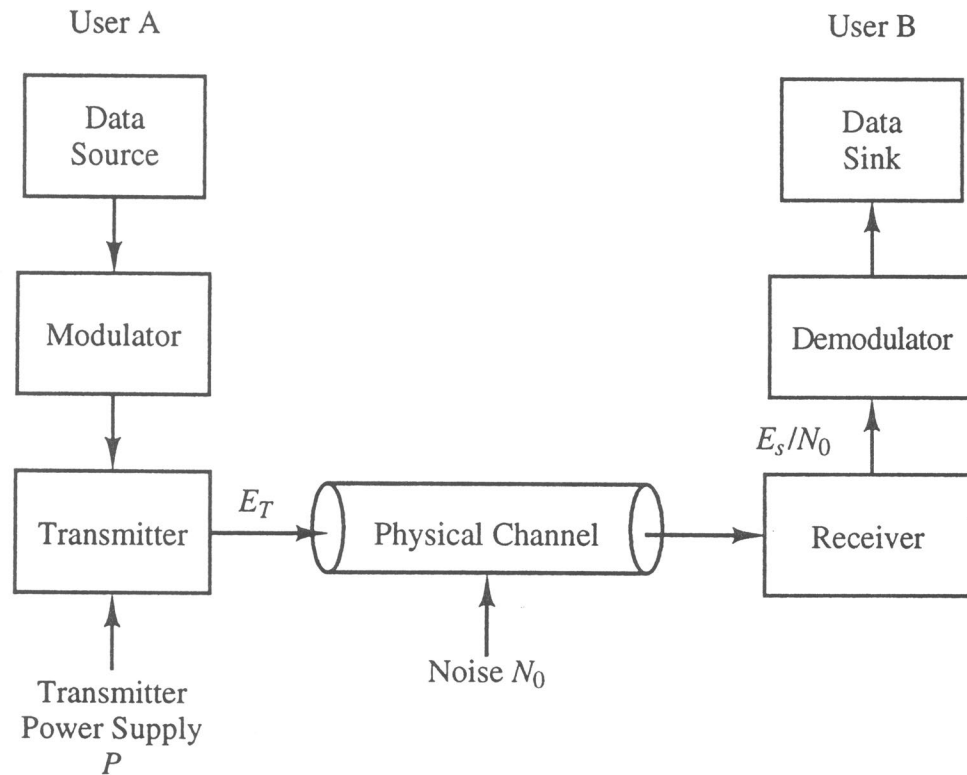 User A
User B
Data
Source
Data
Sink
Modulator
Demodulator
E_s/N_0
Transmitter
E_T
Physical Channel
Receiver
Noise N_0
Transmitter
Power Supply
P